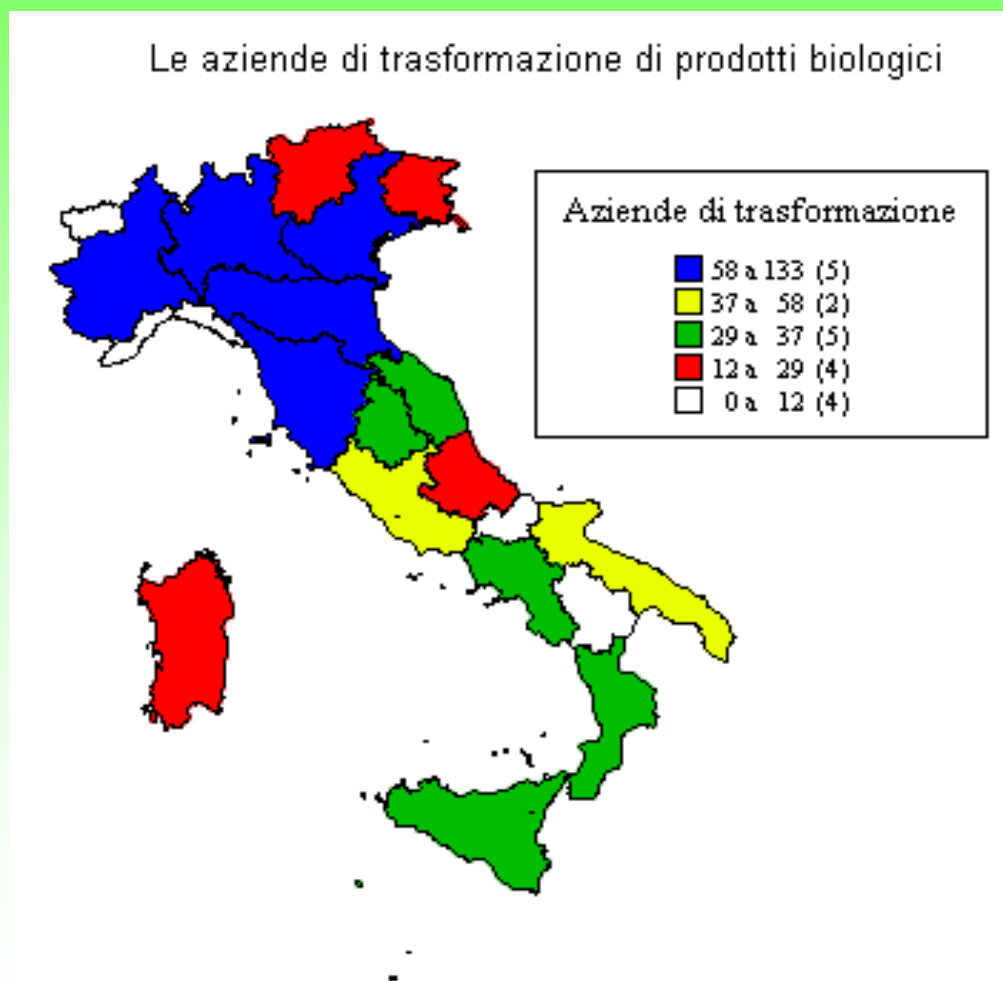 Le aziende di trasformazione di prodotti biologici
Aziende di trasformazione
58 a 133 (5)
37 a 58 (2)
29 a 37 (5)
12 a 29 (4)
0 a 12 (4)